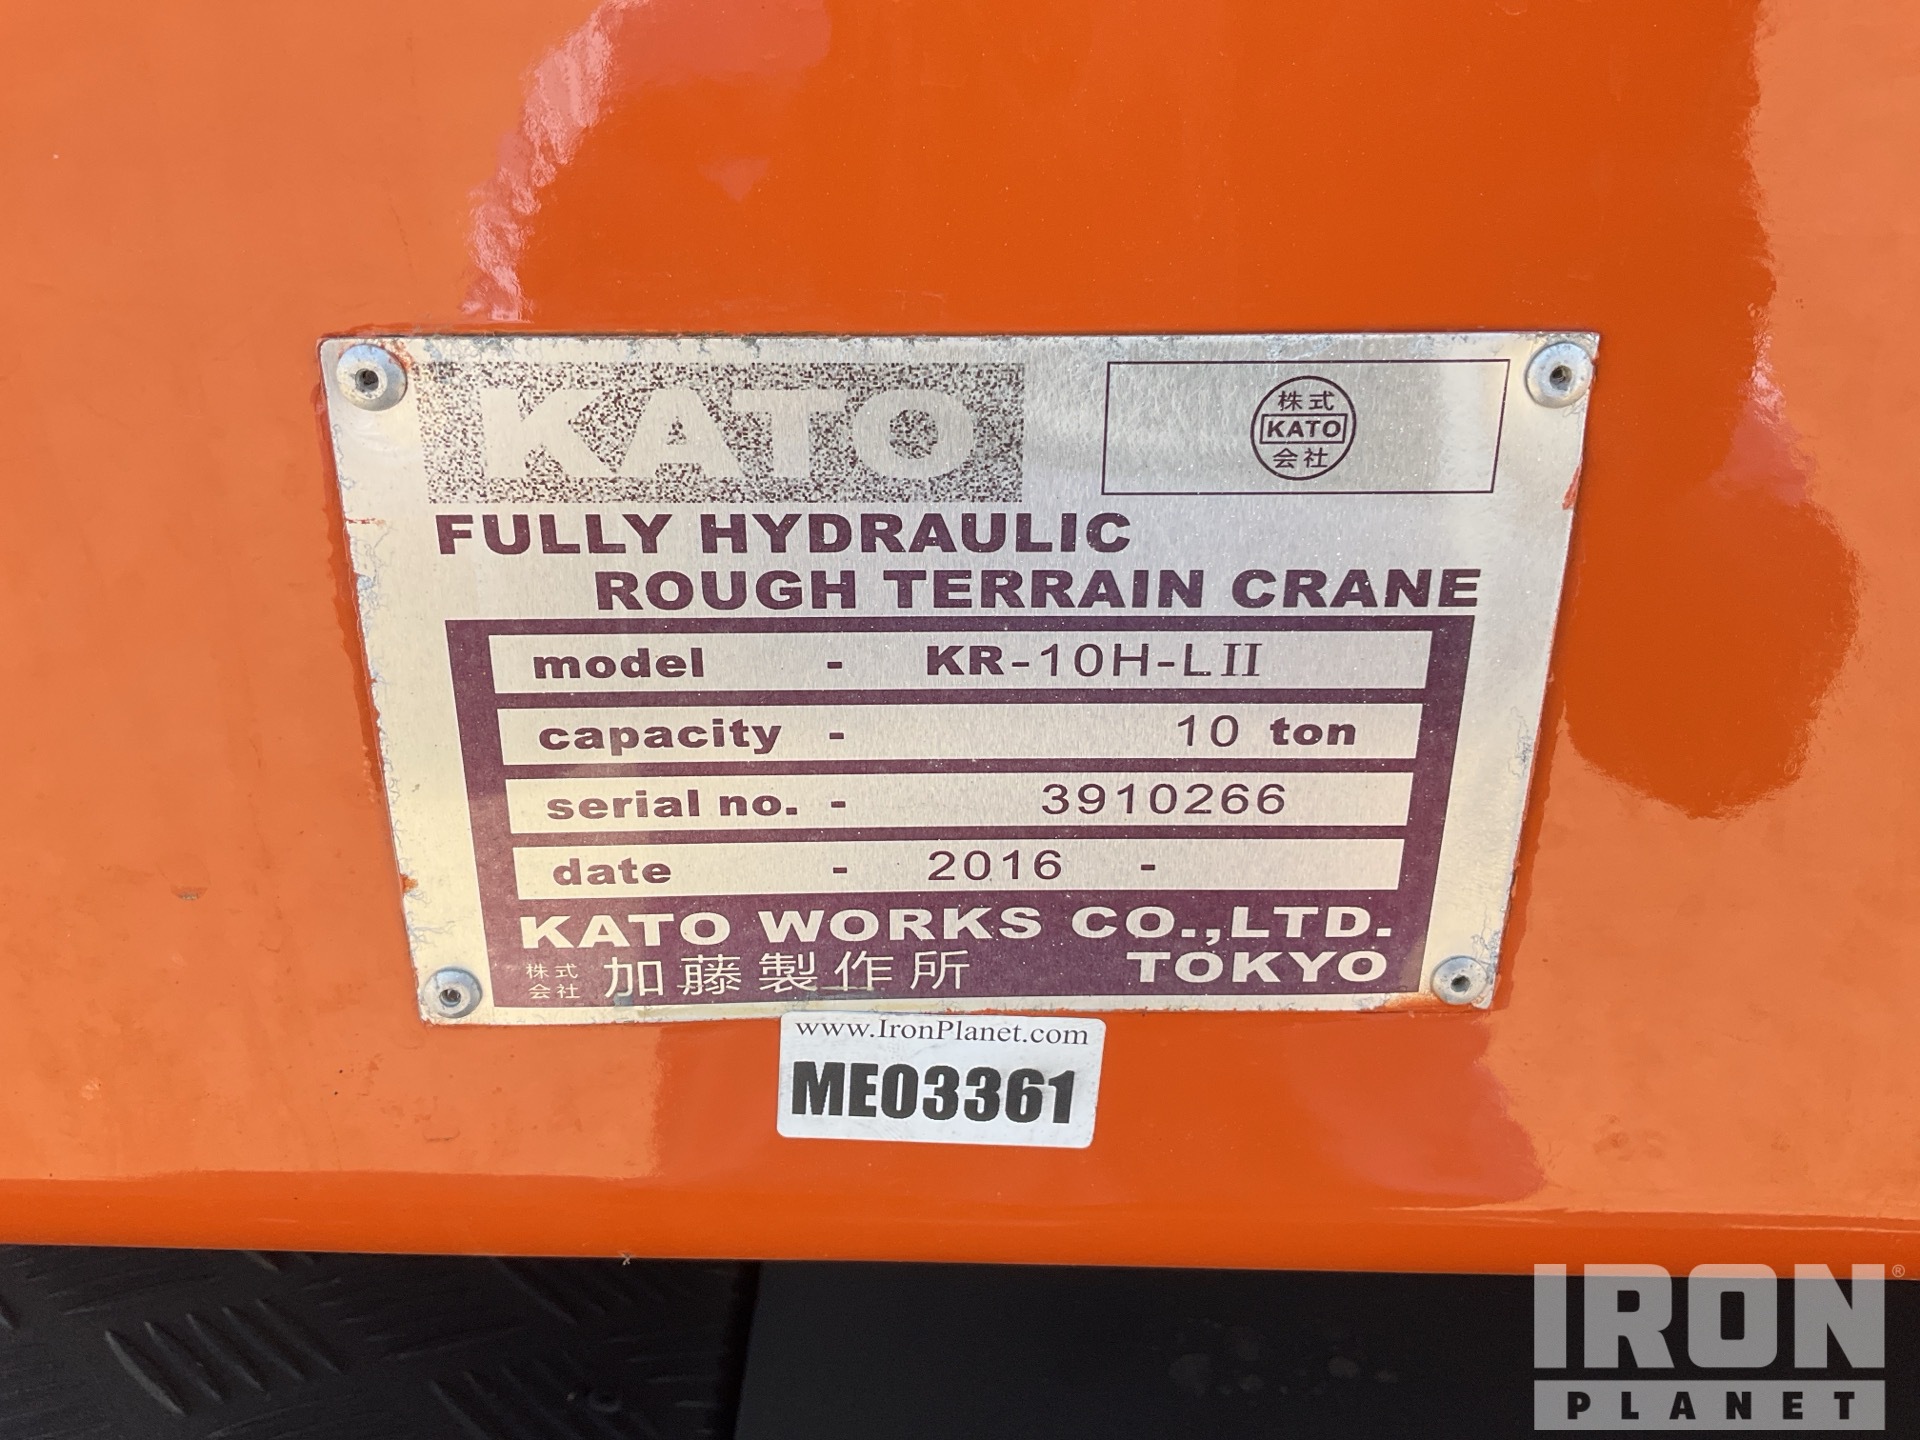 KATO
株式
KATO
会社
FULLY HYDRAULIC
ROUGH TERRAIN CRANE
model - KR-10H-LII
capacity - 10 ton
serial no. - 3910266
date - 2016 -
KATO WORKS CO.,LTD.
株式会社 加藤製作所 TOKYO
www.IronPlanet.com
ME03361
IRON®
PLANET